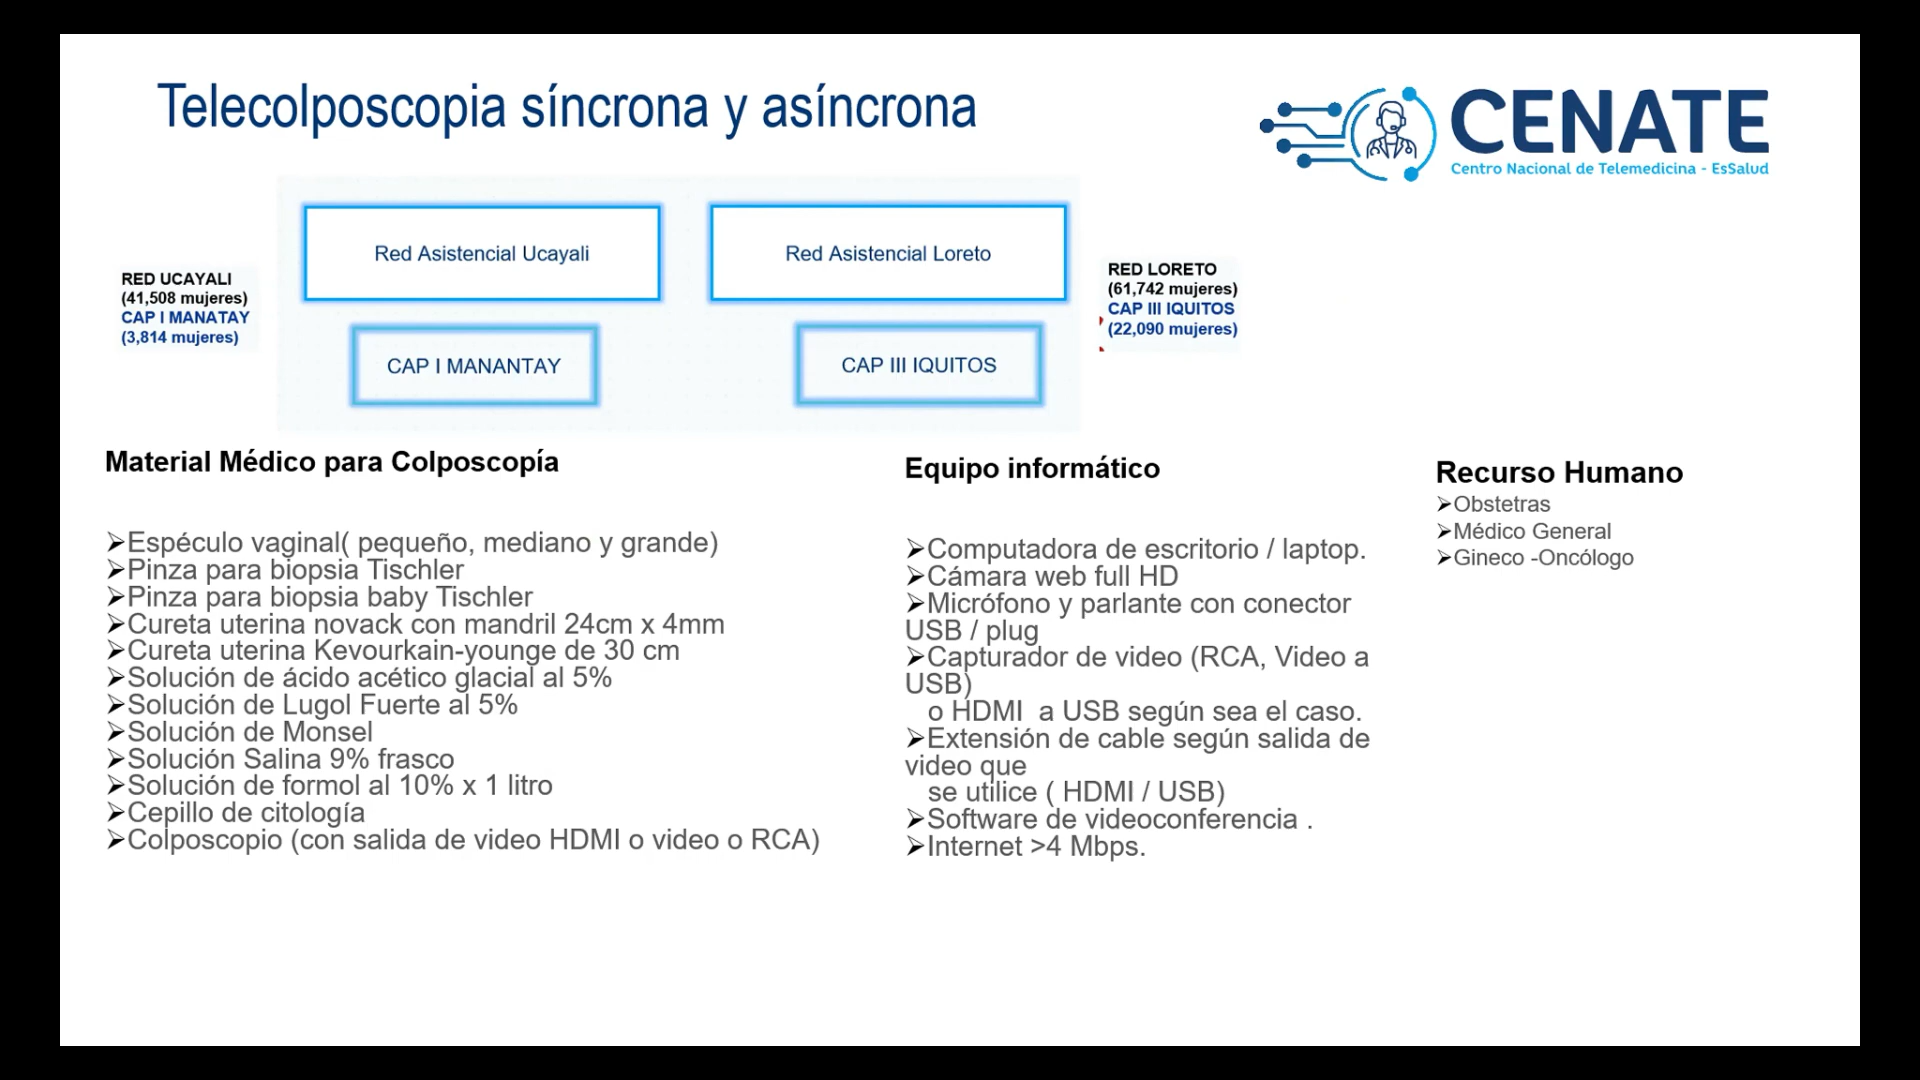 Telecolposcopia síncrona y asíncrona
CENATE
Centro Nacional de Telemedicina - EsSalud
Red Asistencial Ucayali
Red Asistencial Loreto
RED UCAYALI
(41,508 mujeres)
CAP I MANATAY
(3,814 mujeres)
RED LORETO
(61,742 mujeres)
CAP III IQUITOS
(22,090 mujeres)
CAP I MANANTAY
CAP III IQUITOS
Material Médico para Colposcopía
➢Espéculo vaginal( pequeño, mediano y grande)
➢Pinza para biopsia Tischler
➢Pinza para biopsia baby Tischler
➢Cureta uterina novack con mandril 24cm x 4mm
➢Cureta uterina Kevourkain-younge de 30 cm
➢Solución de ácido acético glacial al 5%
➢Solución de Lugol Fuerte al 5%
➢Solución de Monsel
➢Solución Salina 9% frasco
➢Solución de formol al 10% x 1 litro
➢Cepillo de citología
➢Colposcopio (con salida de video HDMI o video o RCA)
Equipo informático
➢Computadora de escritorio / laptop.
➢Cámara web full HD
➢Micrófono y parlante con conector
USB / plug
➢Capturador de video (RCA, Video a
USB)
o HDMI  a USB según sea el caso.
➢Extensión de cable según salida de
video que
se utilice ( HDMI / USB)
➢Software de videoconferencia .
➢Internet >4 Mbps.
Recurso Humano
➢Obstetras
➢Médico General
➢Gineco -Oncólogo